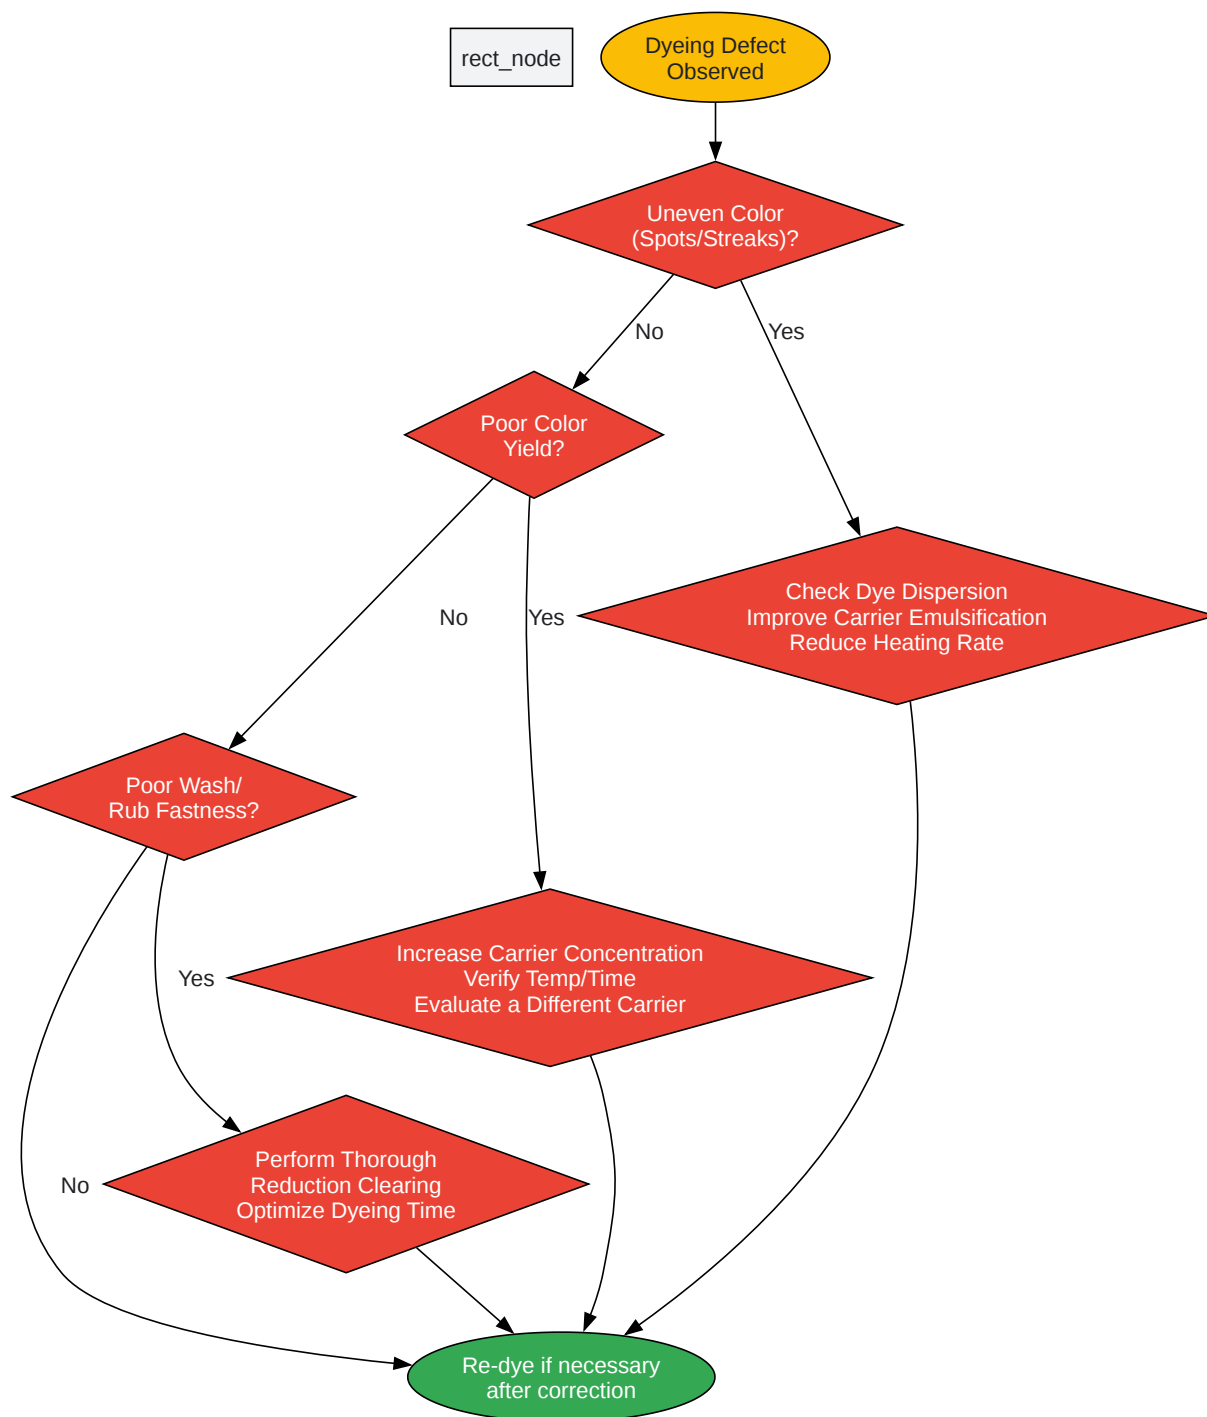 rect_node
Dyeing Defect
Observed
Uneven Color
(Spots/Streaks)?
No
Yes
Poor Color
Yield?
Check Dye Dispersion
Improve Carrier Emulsification
Reduce Heating Rate
No
Yes
Poor Wash/
Rub Fastness?
Increase Carrier Concentration
Verify Temp/Time
Evaluate a Different Carrier
Yes
Perform Thorough
Reduction Clearing
Optimize Dyeing Time
No
Re-dye if necessary
after correction